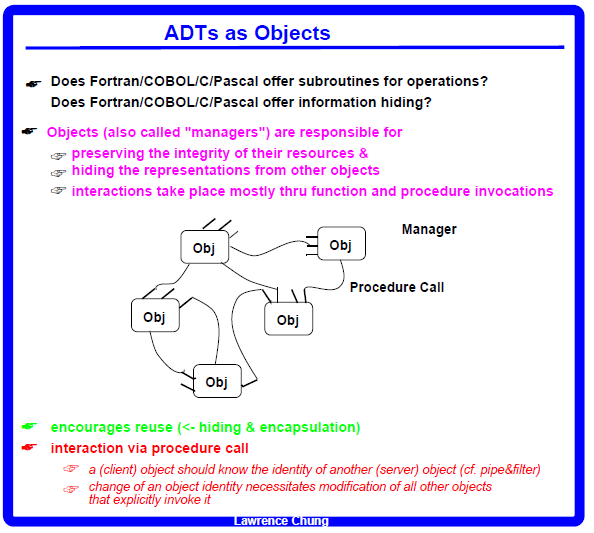 ADTs as Objects
Does Fortran/COBOL/C/Pascal offer subroutines for operations?
Does Fortran/COBOL/C/Pascal offer information hiding?
Objects (also called "managers") are responsible for
preserving the integrity of their resources &
hiding the representations from other objects
interactions take place mostly thru function and procedure invocations
Manager
Obj
Obj
Procedure Call
Obj
Obj
Obj
encourages reuse (<- hiding & encapsulation)
interaction via procedure call
a (client) object should know the identity of another (server) object (cf. pipe&filter)
change of an object identity necessitates modification of all other objects
that explicitly invoke it
Lawrence Chung